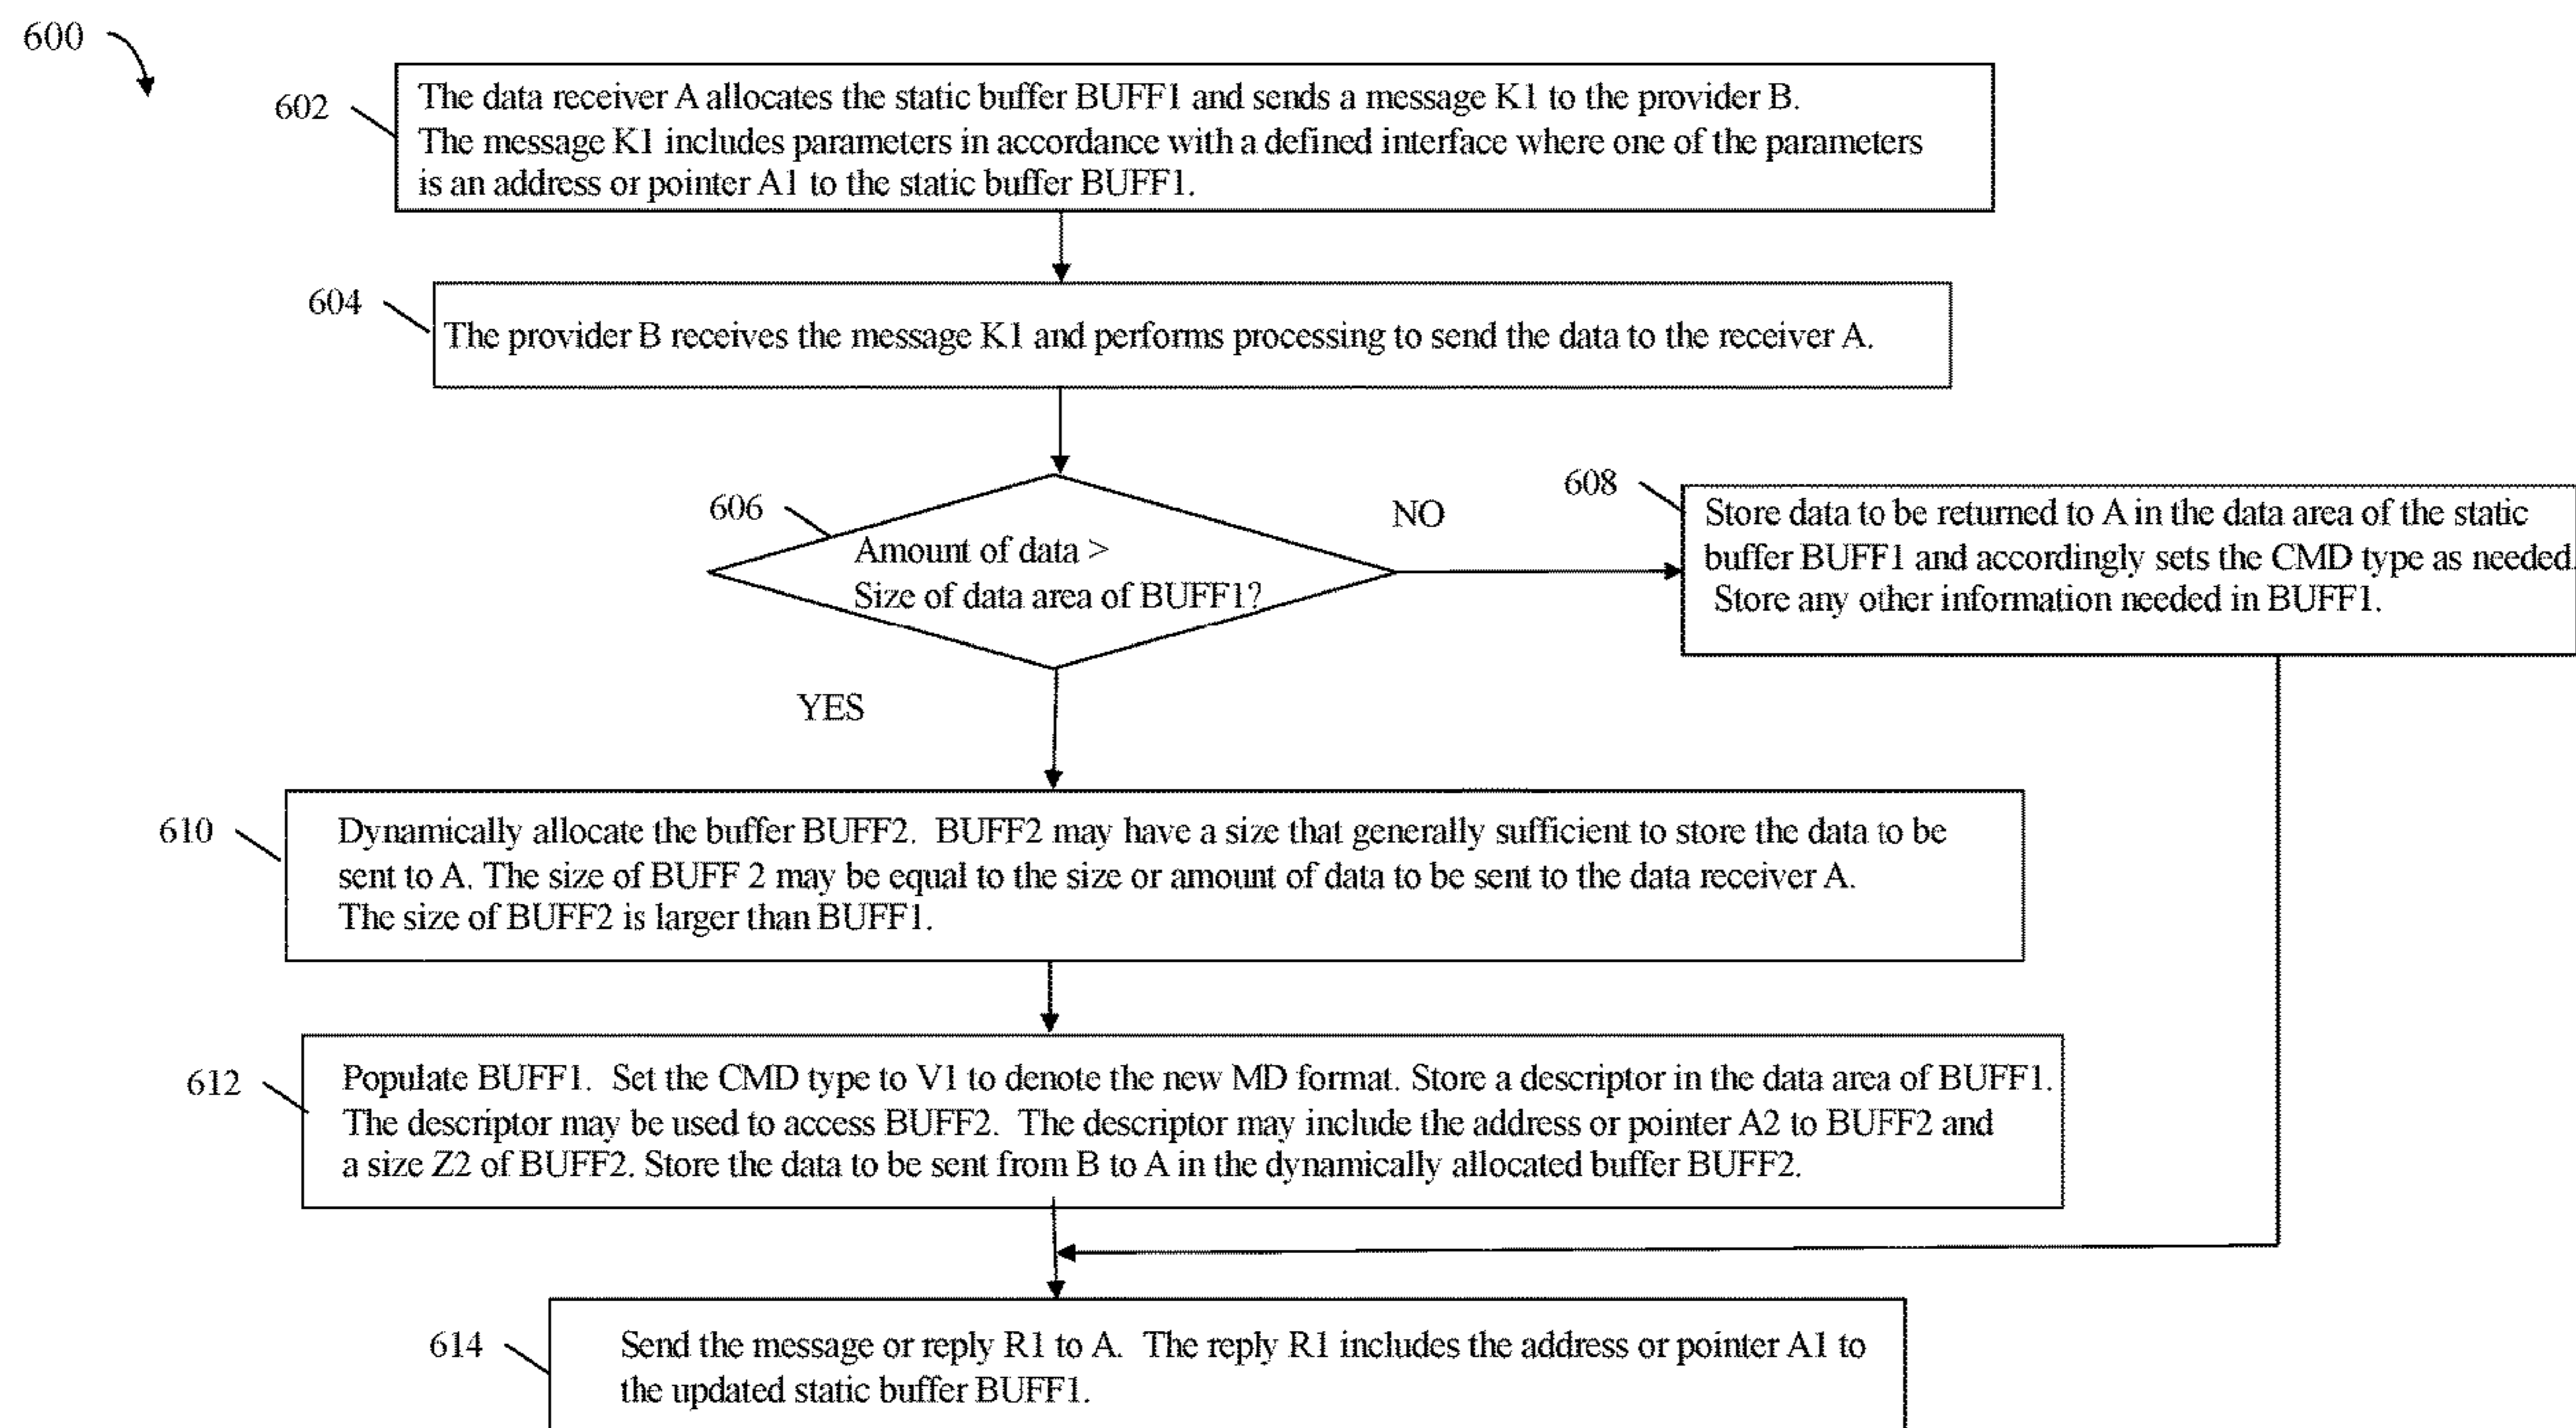 600
602
The data receiver A allocates the static buffer BUFF1 and sends a message K1 to the provider B.
The message K1 includes parameters in accordance with a defined interface where one of the parameters
is an address or pointer A1 to the static buffer BUFF1.
604
The provider B receives the message K1 and performs processing to send the data to the receiver A.
606
Amount of data >
Size of data area of BUFF1?
NO
608
Store data to be returned to A in the data area of the static
buffer BUFF1 and accordingly sets the CMD type as needed.
Store any other information needed in BUFF1.
YES
610
Dynamically allocate the buffer BUFF2. BUFF2 may have a size that generally sufficient to store the data to be
sent to A. The size of BUFF 2 may be equal to the size or amount of data to be sent to the data receiver A.
The size of BUFF2 is larger than BUFF1.
612
Populate BUFF1. Set the CMD type to V1 to denote the new MD format. Store a descriptor in the data area of BUFF1.
The descriptor may be used to access BUFF2. The descriptor may include the address or pointer A2 to BUFF2 and
a size Z2 of BUFF2. Store the data to be sent from B to A in the dynamically allocated buffer BUFF2.
614
Send the message or reply R1 to A. The reply R1 includes the address or pointer A1 to
the updated static buffer BUFF1.